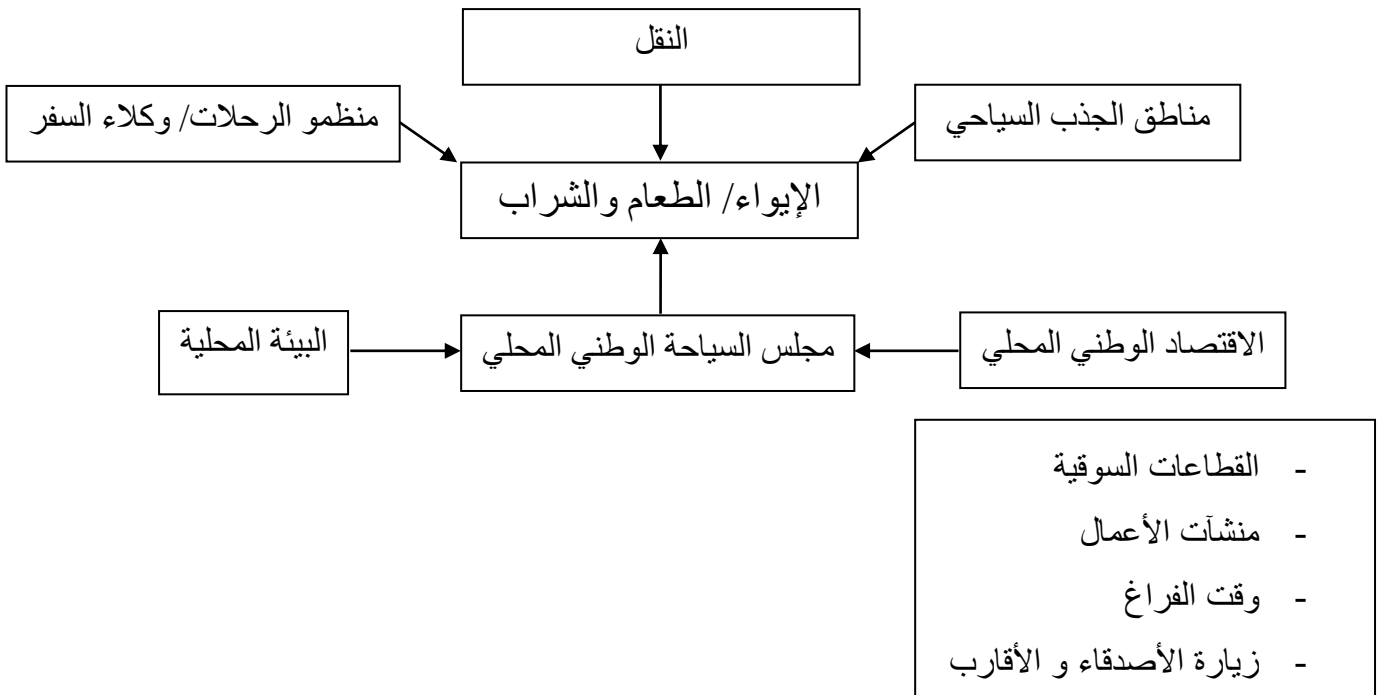 النقل
مناطق الجذب السياحي
منظمو الرحلات/ وكلاء السفر
الإيواء/ الطعام والشراب
الاقتصاد الوطني المحلي
مجلس السياحة الوطني المحلي
البيئة المحلية
- القطاعات السوقية
- منشآت الأعمال
- وقت الفراغ
- زيارة الأصدقاء و الأقارب